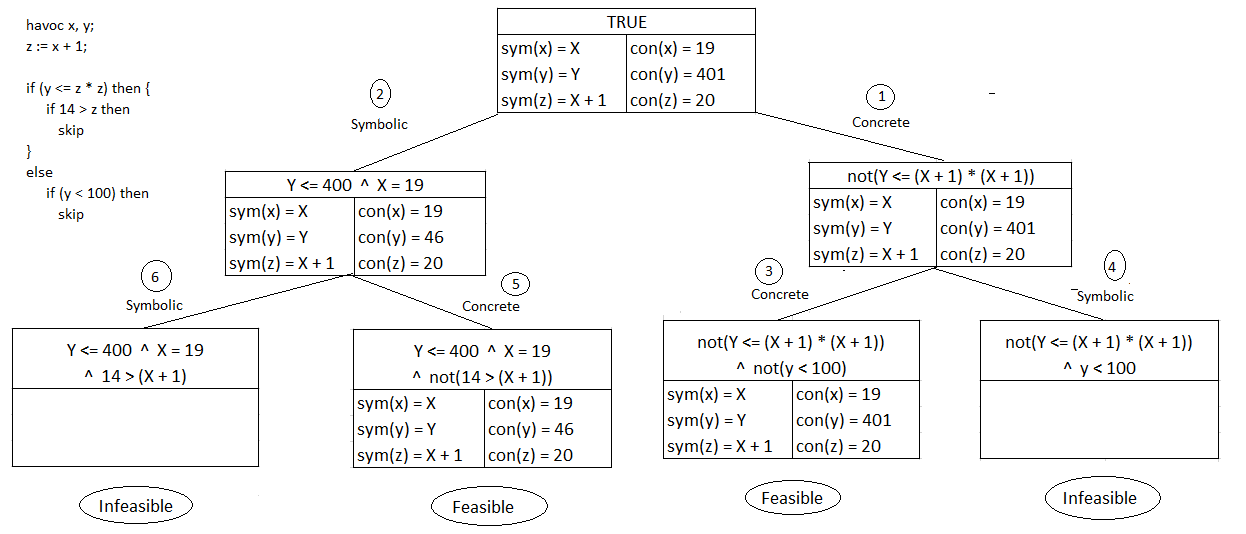 havoc x, y;
z := x + 1;
if (y <= z * z) then {
if 14 > z then
skip
}
else
if (y < 100) then
skip
TRUE
sym(x) = X con(x) = 19
sym(y) = Y con(y) = 401
sym(z) = X + 1 con(z) = 20
2
Symbolic
1
Concrete
Y <= 400 ^ X = 19
sym(x) = X con(x) = 19
sym(y) = Y con(y) = 46
sym(z) = X + 1 con(z) = 20
not(Y <= (X + 1) * (X + 1))
sym(x) = X con(x) = 19
sym(y) = Y con(y) = 401
sym(z) = X + 1 con(z) = 20
6
Symbolic
5
Concrete
3
Concrete
4
Symbolic
Y <= 400 ^ X = 19
^ 14 > (X + 1)
Infeasible
Y <= 400 ^ X = 19
^ not(14 > (X + 1))
sym(x) = X con(x) = 19
sym(y) = Y con(y) = 46
sym(z) = X + 1 con(z) = 20
Feasible
not(Y <= (X + 1) * (X + 1))
^ not(y < 100)
sym(x) = X con(x) = 19
sym(y) = Y con(y) = 401
sym(z) = X + 1 con(z) = 20
Feasible
not(Y <= (X + 1) * (X + 1))
^ y < 100
Infeasible